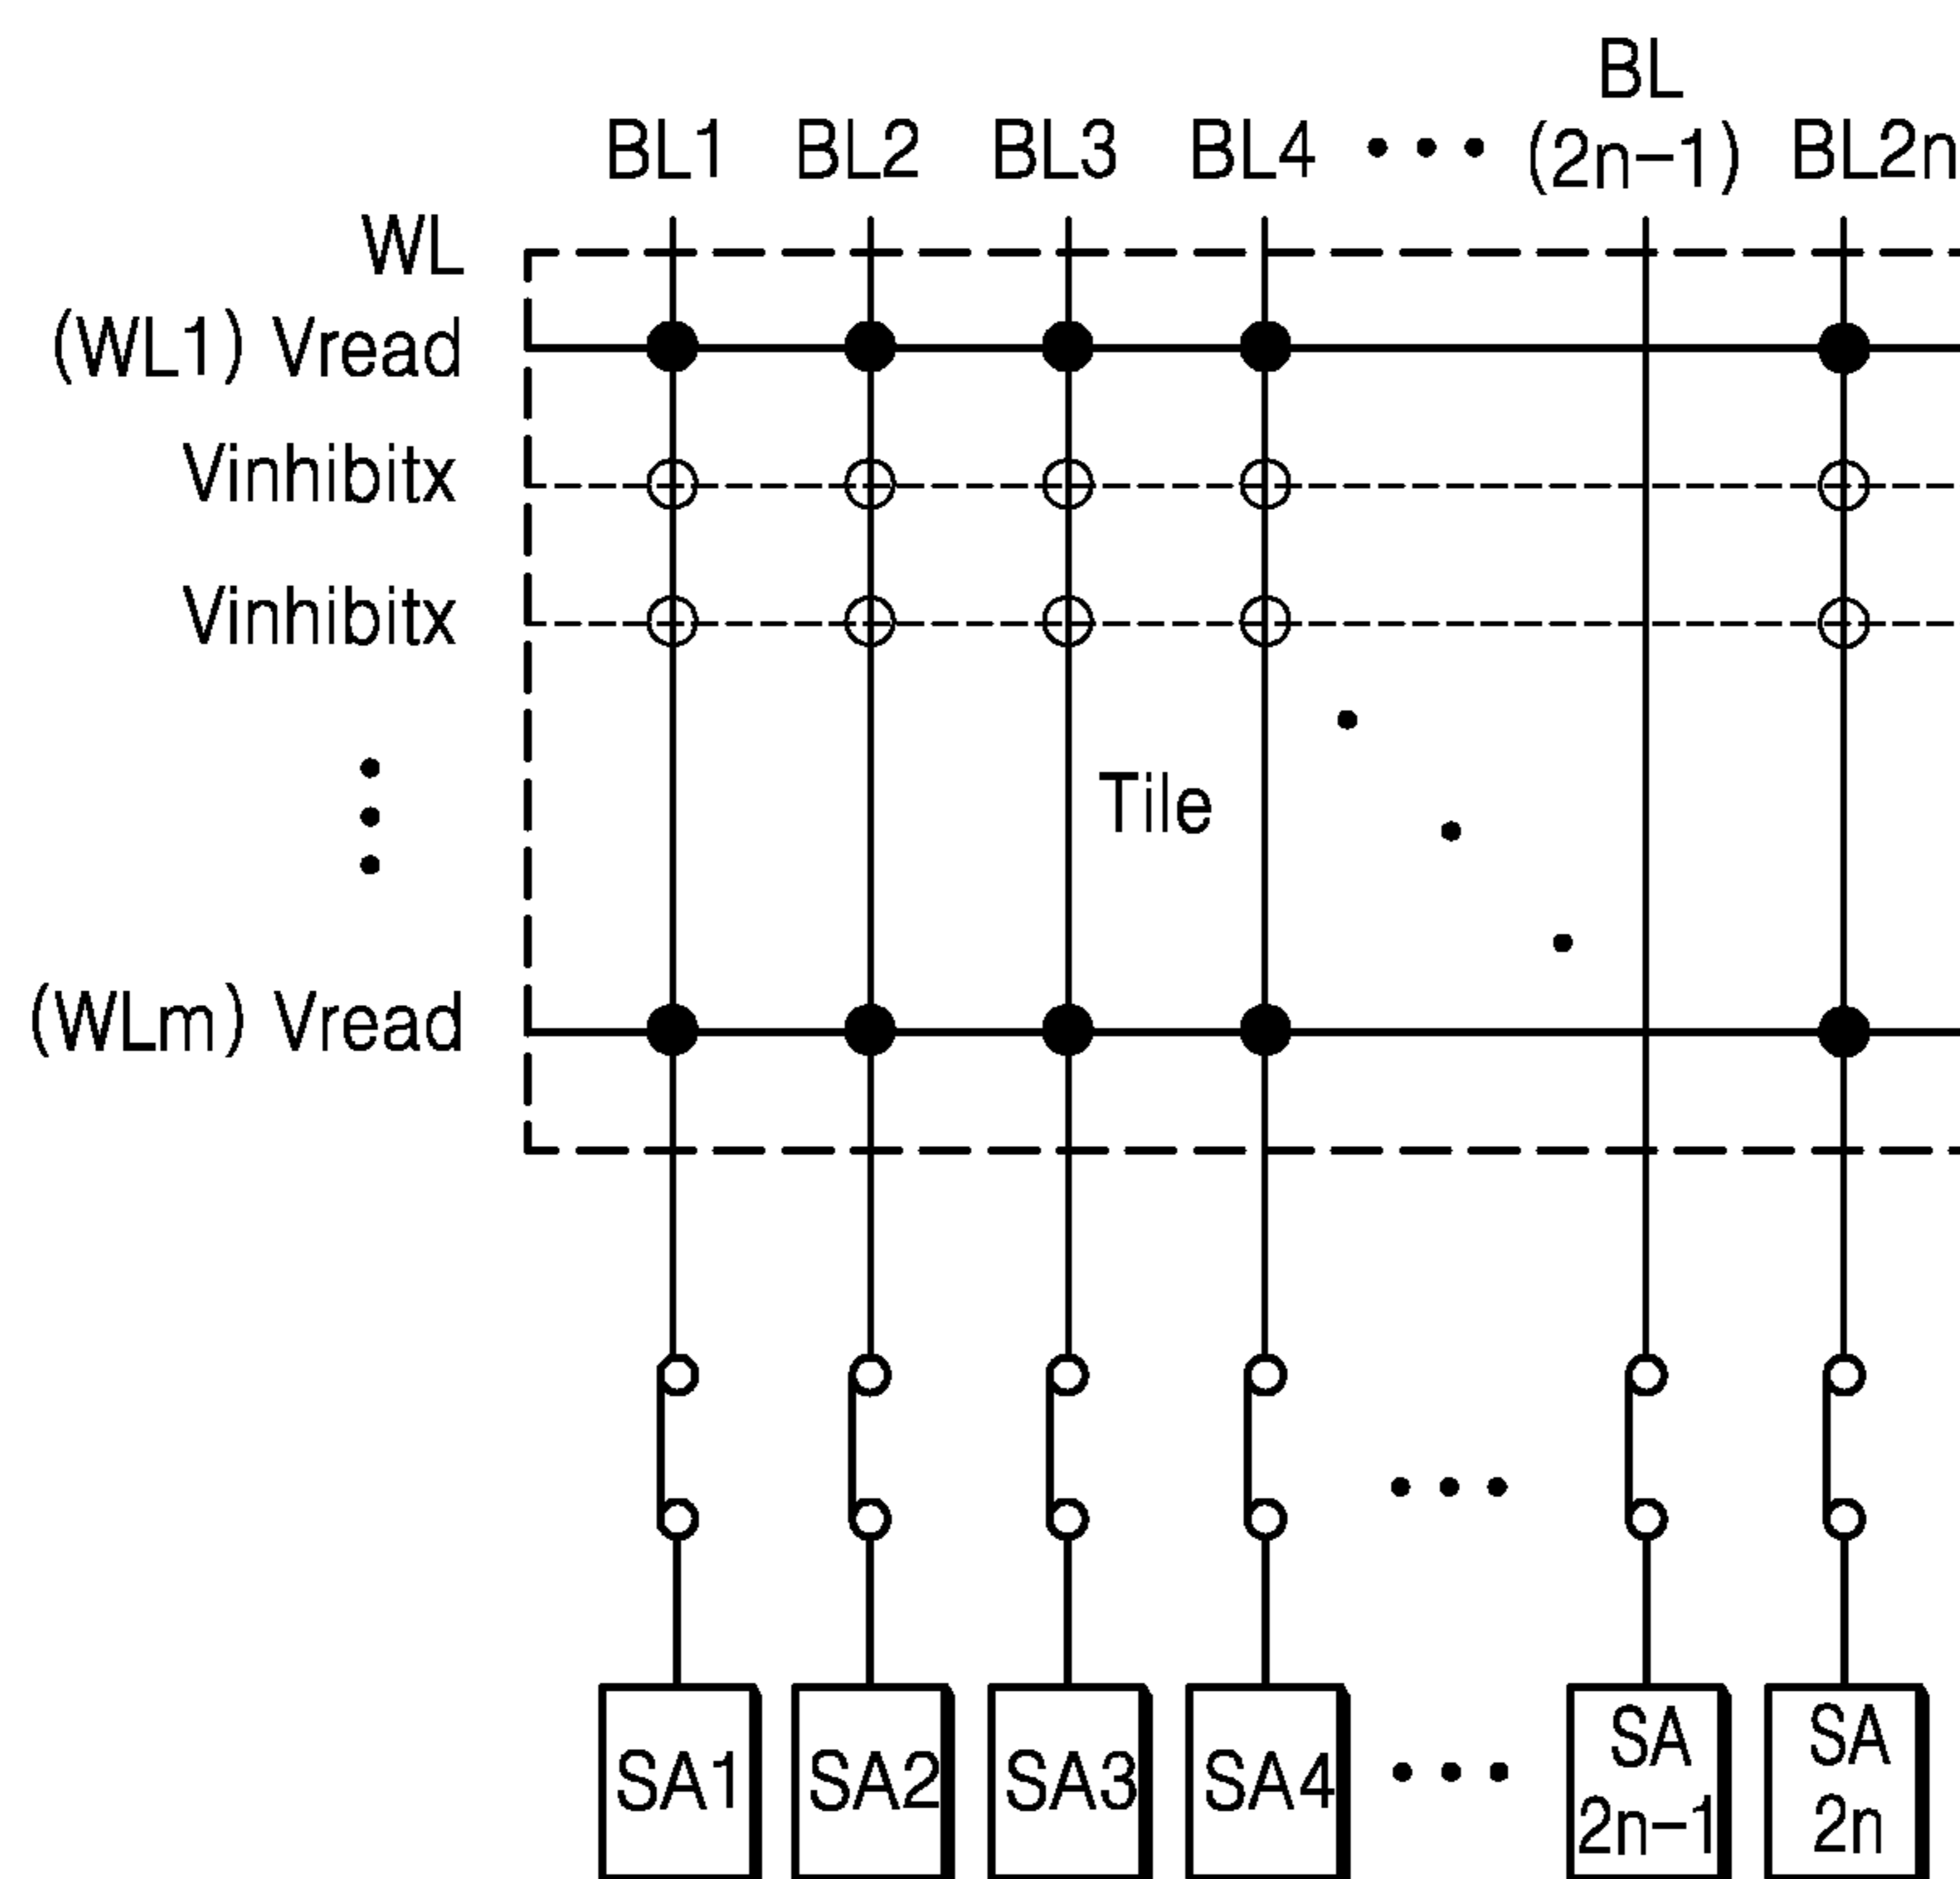 BL
BL1 BL2 BL3 BL4 ••• (2n-1) BL2n
WL
(WL1) Vread
Vinhibitx
Vinhibitx
Tile
(WLm) Vread
SA1 SA2 SA3 SA4 ••• SA 2n-1 SA 2n